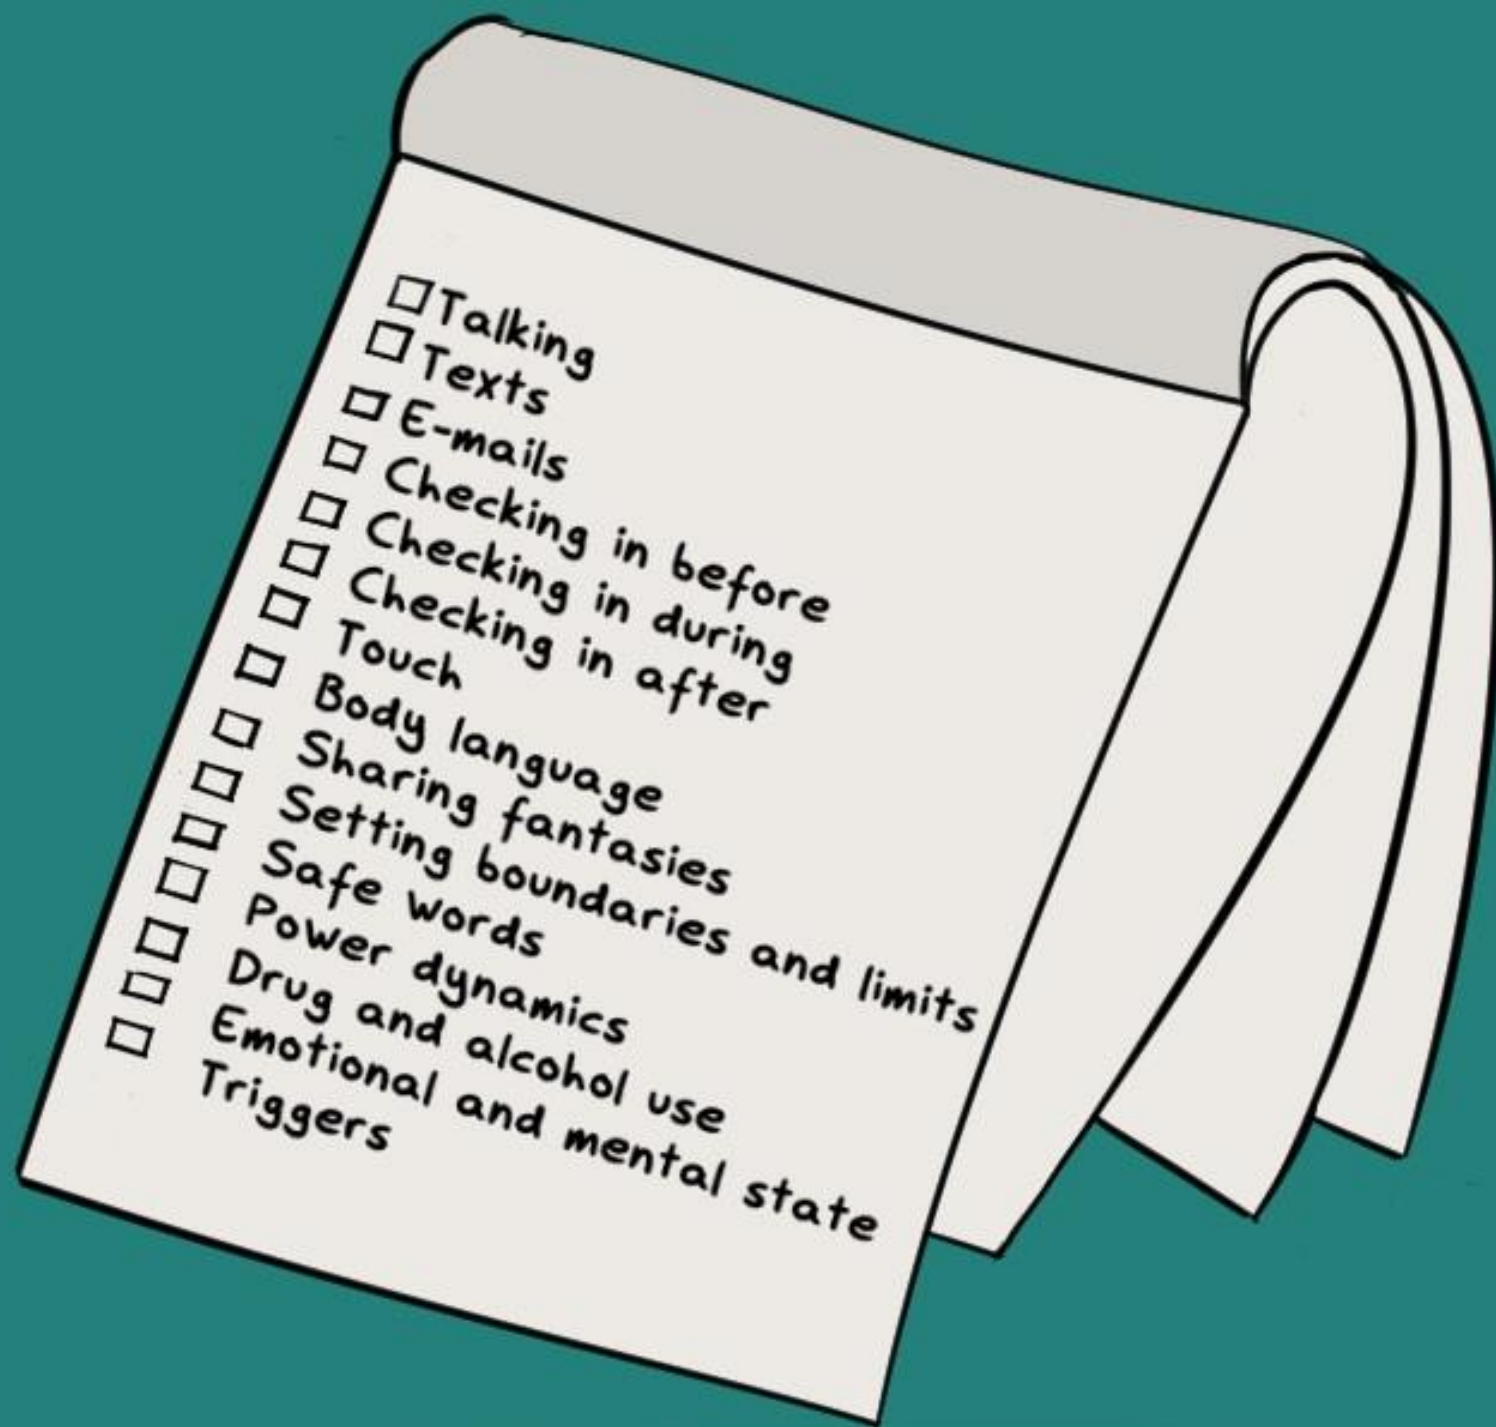 Talking
Texts
E-mails
Checking in before
Checking in during
Checking in after
Touch
Body language
Sharing fantasies
Setting boundaries and limits
Safe words
Power dynamics
Drug and alcohol use
Emotional and mental state
Triggers